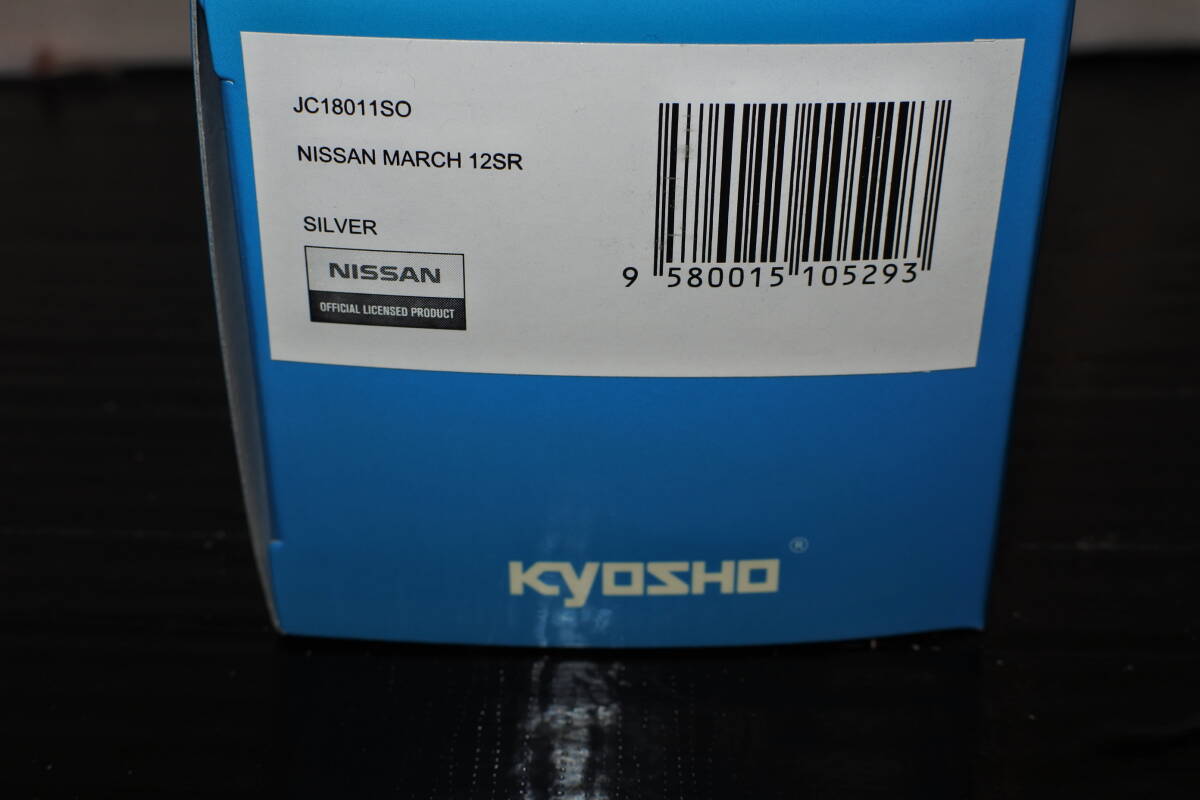 JC18011SO
NISSAN MARCH 12SR
SILVER
NISSAN
OFFICIAL LICENSED PRODUCT
9 580015 105293
KYOSHO ®